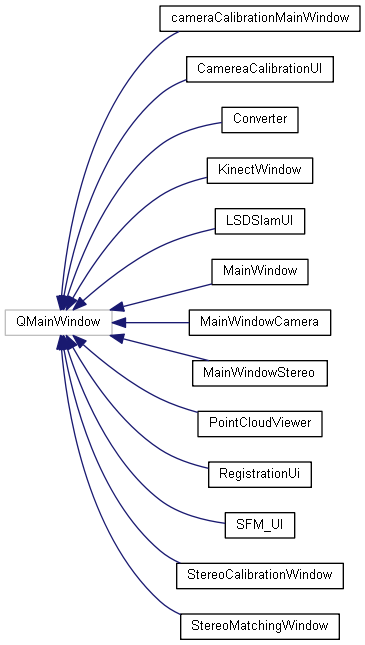 cameraCalibrationMainWindow
CamereaCalibrationUI
Converter
KinectWindow
LSDSlamUI
MainWindow
QMainWindow
MainWindowCamera
MainWindowStereo
PointCloudViewer
RegistrationUi
SFM_UI
StereoCalibrationWindow
StereoMatchingWindow